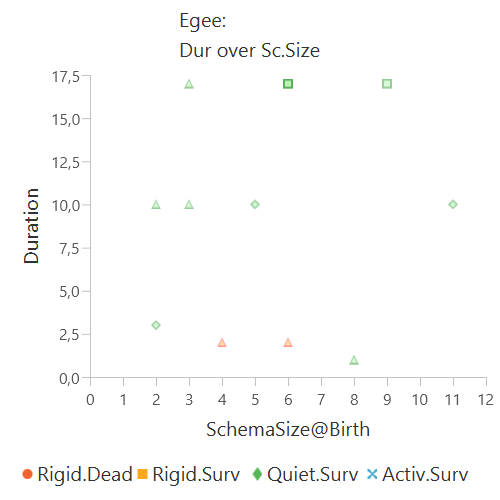 Egee:
Dur over Sc.Size
17,5
15,0
12,5
10,0
7,5
5,0
2,5
0,0
Duration
0 1 2 3 4 5 6 7 8 9 10 11 12
SchemaSize@Birth
Rigid.Dead Rigid.Surv Quiet.Surv Activ.Surv